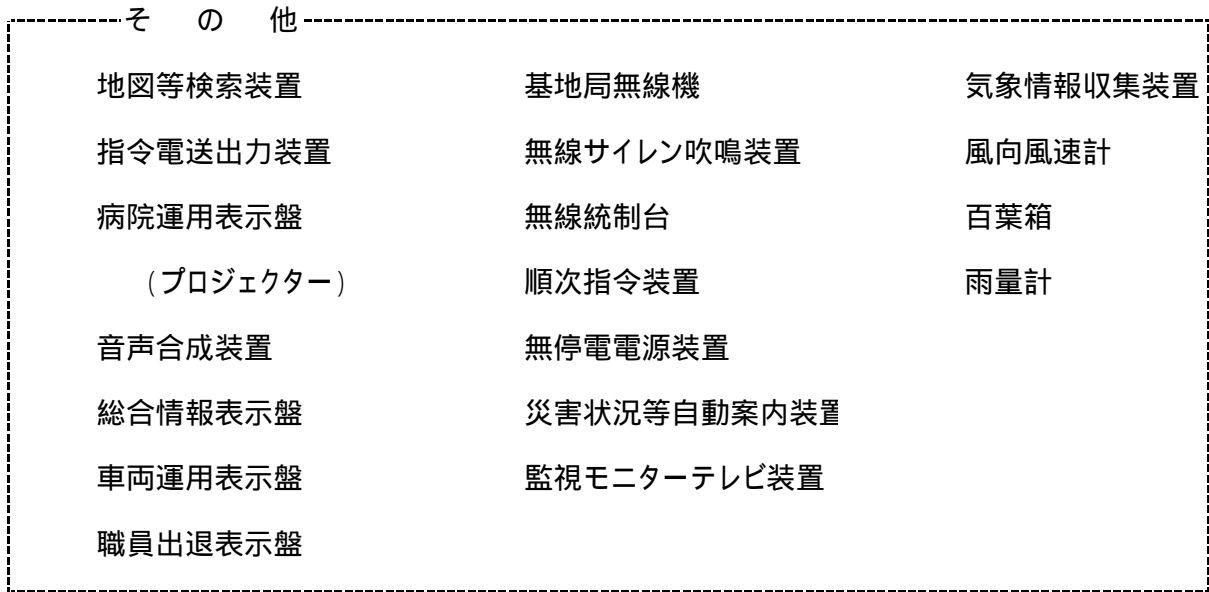 その他
地図等検索装置
指令電送出力装置
病院運用表示盤
(プロジェクター)
音声合成装置
総合情報表示盤
車両運用表示盤
職員出退表示盤
基地局無線機
無線サイレン吹鳴装置
無線統制台
順次指令装置
無停電電源装置
災害状況等自動案内装置
監視モニターテレビ装置
気象情報収集装置
風向風速計
百葉箱
雨量計